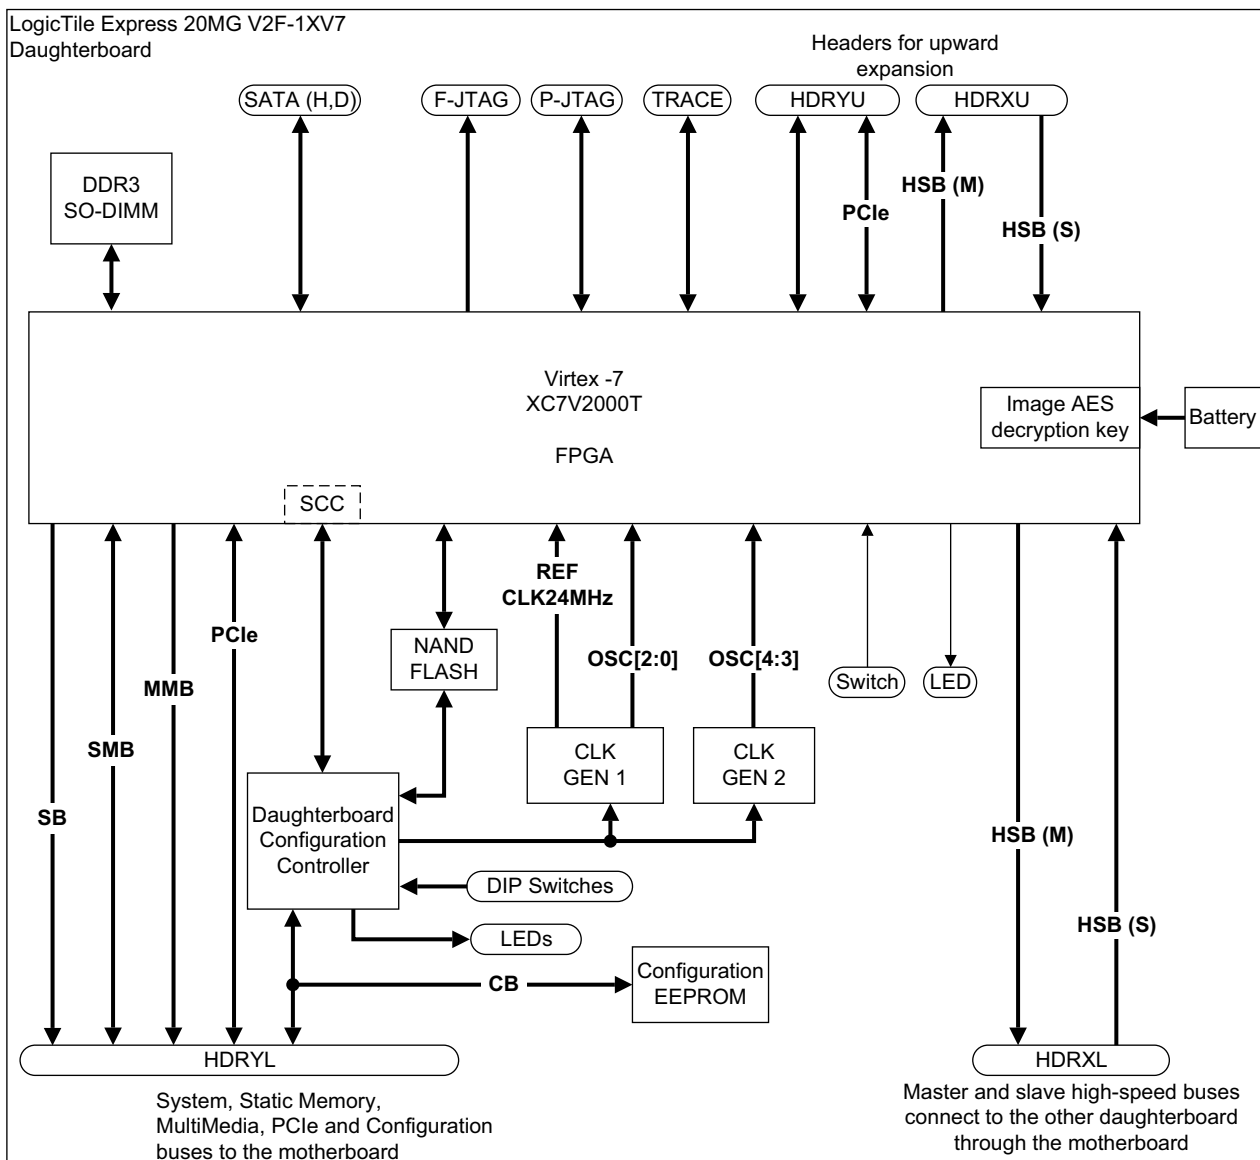 LogicTile Express 20MG V2F-1XV7
Daughterboard
Headers for upward
expansion
SATA (H,D)
F-JTAG
P-JTAG
TRACE
HDRYU
HDRXU
DDR3
SO-DIMM
HSB (M)
PCIe
HSB (S)
Virtex -7
XC7V2000T
FPGA
Image AES
decryption key
Battery
SCC
REF
CLK24MHz
PCIe
NAND
FLASH
OSC[2:0]
OSC[4:3]
MMB
Switch
LED
SMB
CLK
GEN 1
CLK
GEN 2
SB
Daughterboard
Configuration
Controller
HSB (M)
DIP Switches
HSB (S)
LEDs
CB
Configuration
EEPROM
HDRYL
HDRXL
System, Static Memory,
MultiMedia, PCIe and Configuration
buses to the motherboard
Master and slave high-speed buses
connect to the other daughterboard
through the motherboard